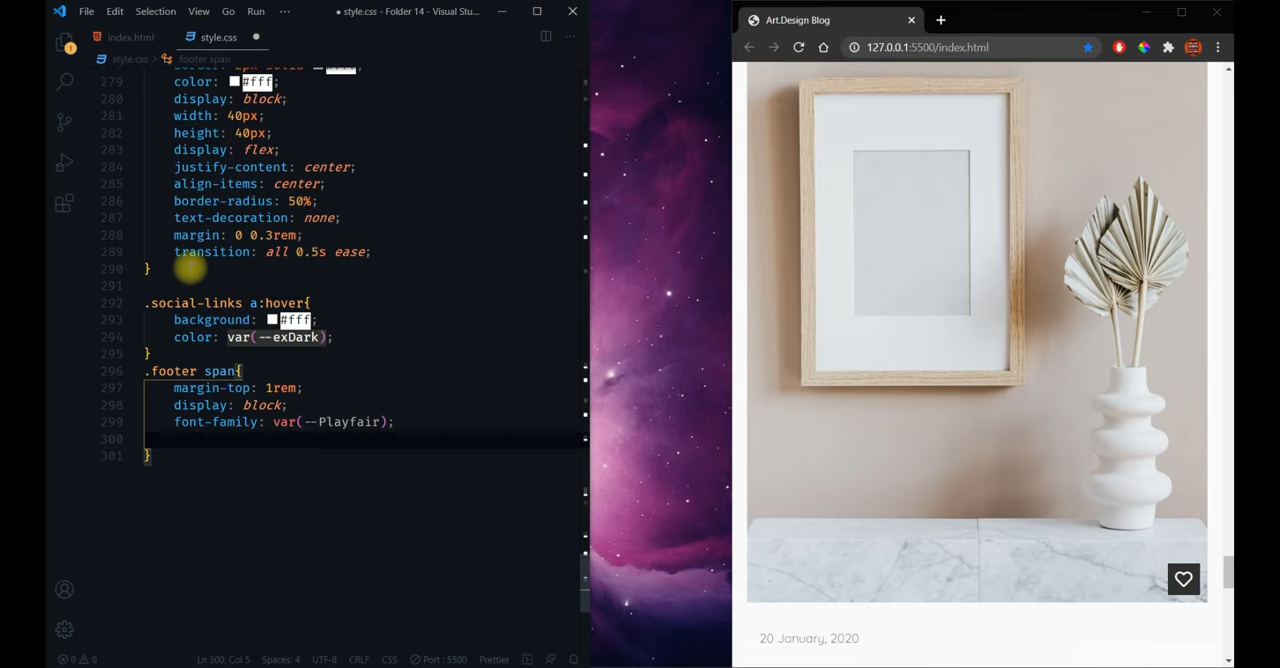 File Edit Selection View Go Run ··· ● style.css - Folder 14 - Visual Stu...
index.html style.css ●
style.css > .footer span
1
279 color: #fff;
280 display: block;
281 width: 40px;
282 height: 40px;
283 display: flex;
284 justify-content: center;
285 align-items: center;
286 border-radius: 50%;
287 text-decoration: none;
288 margin: 0 0.3rem;
289 transition: all 0.5s ease;
290 }
291
292 .social-links a:hover{
293 background: #fff;
294 color: var(--exDark);
295 }
296 .footer span{
297 margin-top: 1rem;
298 display: block;
299 font-family: var(--Playfair);
300
301 }
0 0 Ln 300, Col 5 Spaces: 4 UTF-8 CRLF CSS Port : 5500 Prettier
Art.Design Blog
127.0.0.1:5500/index.html
20 January, 2020